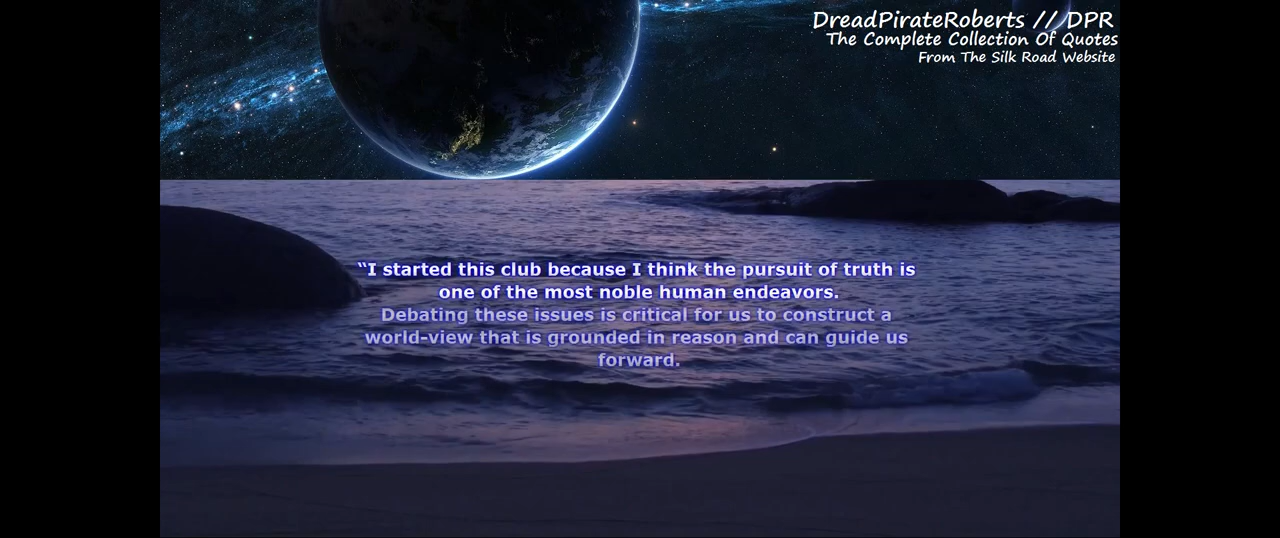 DreadPirateRoberts // DPR
The Complete Collection Of Quotes
From The Silk Road Website
“I started this club because I think the pursuit of truth is
one of the most noble human endeavors.
Debating these issues is critical for us to construct a
world-view that is grounded in reason and can guide us
forward.